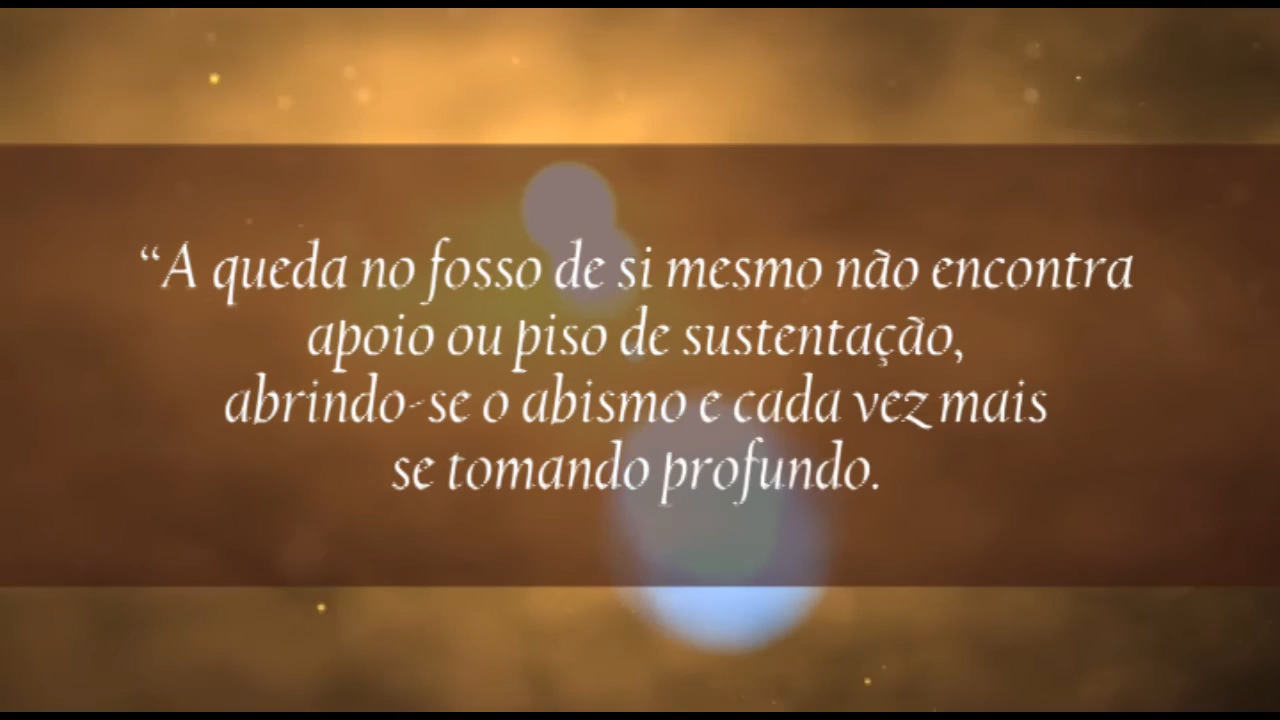 “A queda no fosso de si mesmo não encontra
apoio ou piso de sustentação,
abrindo-se o abismo e cada vez mais
se tomando profundo.